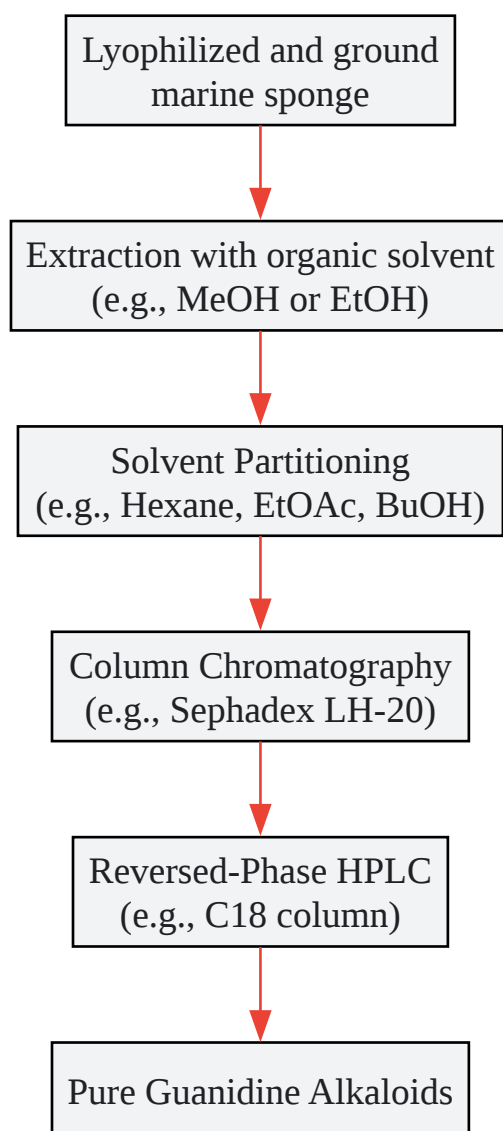 Lyophilized and ground
marine sponge
Extraction with organic solvent
(e.g., MeOH or EtOH)
Solvent Partitioning
(e.g., Hexane, EtOAc, BuOH)
Column Chromatography
(e.g., Sephadex LH-20)
Reversed-Phase HPLC
(e.g., C18 column)
Pure Guanidine Alkaloids